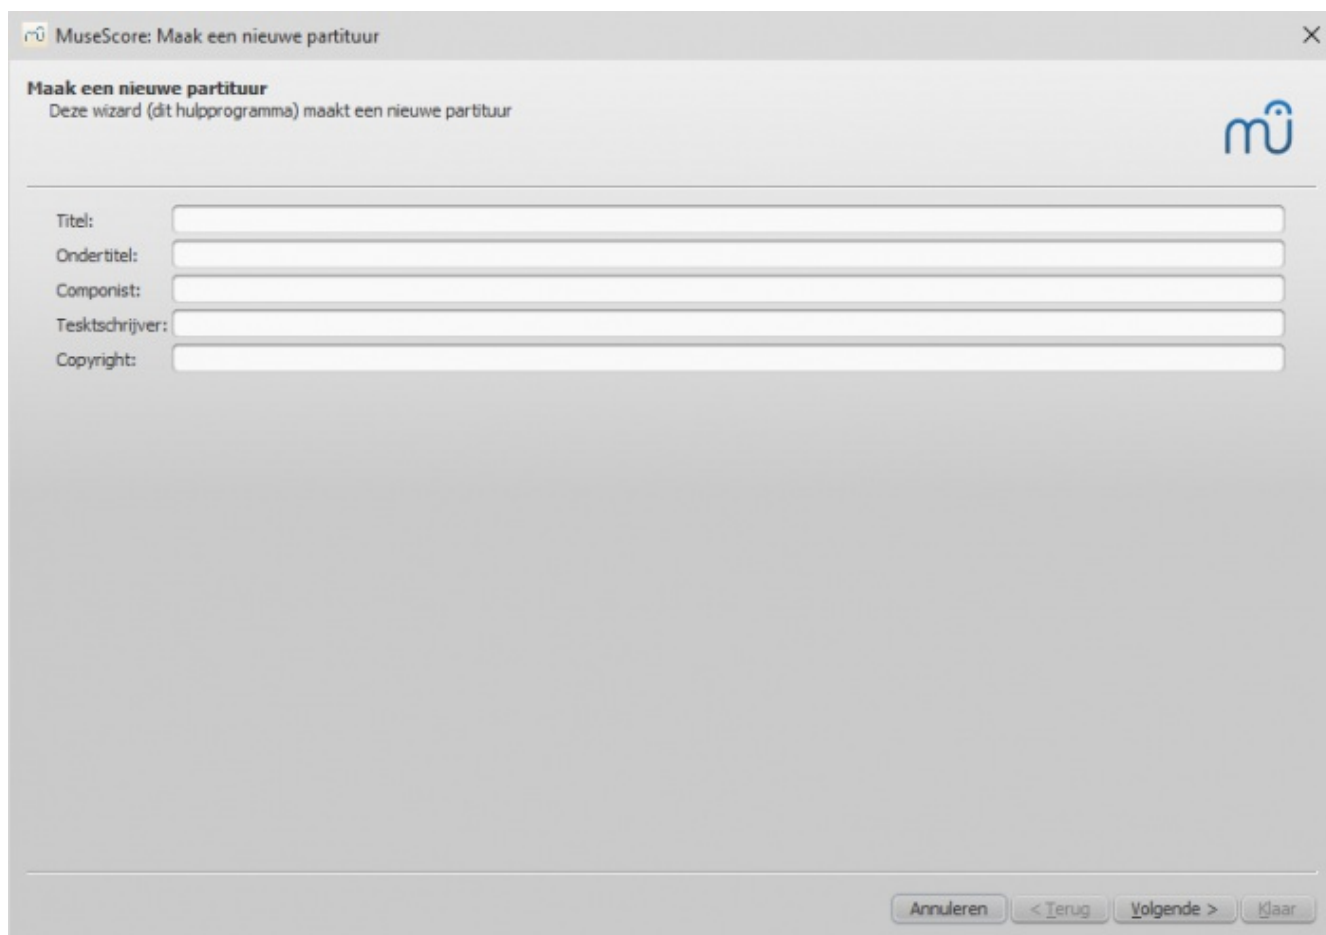 MuseScore: Maak een nieuwe partituur
Maak een nieuwe partituur
Deze wizard (dit hulpprogramma) maakt een nieuwe partituur
Titel:
Ondertitel:
Componist:
Tesktschrijver:
Copyright:
Annuleren < Terug Volgende > Klaar